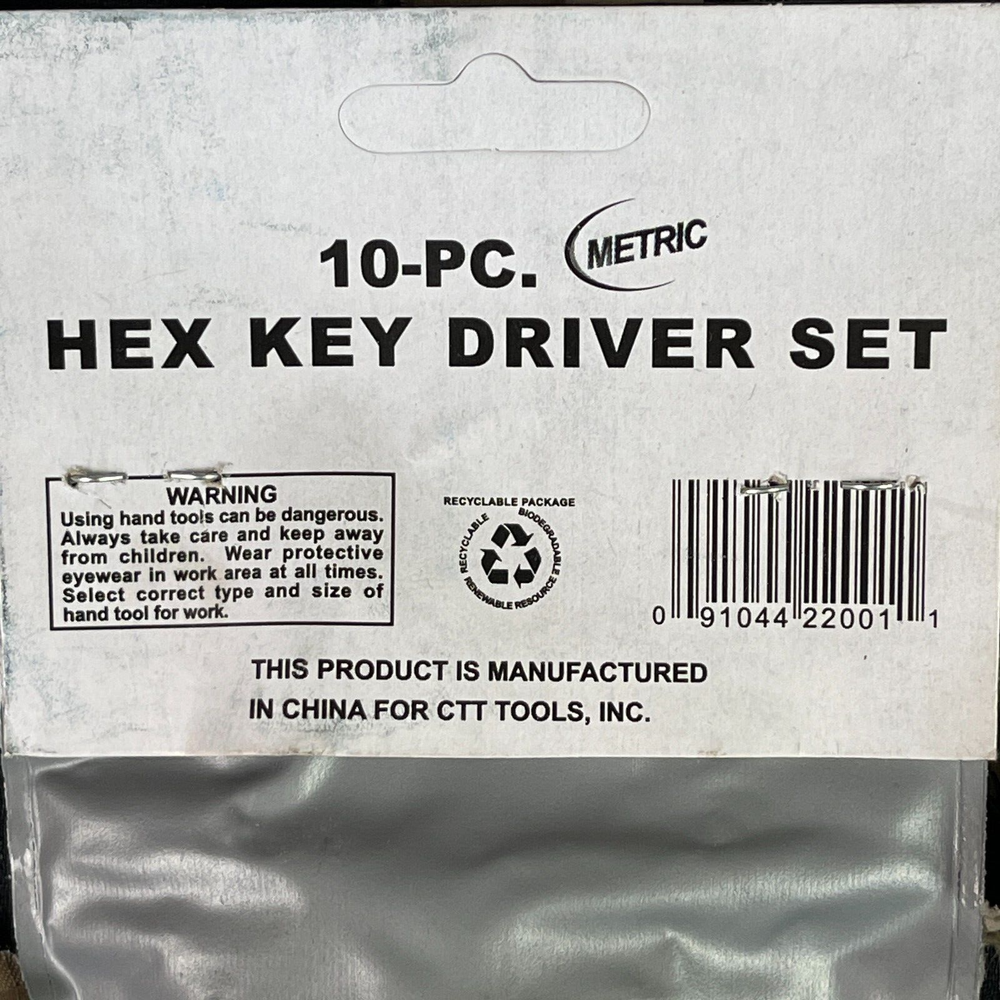 10-PC. METRIC
HEX KEY DRIVER SET
WARNING
Using hand tools can be dangerous.
Always take care and keep away
from children. Wear protective
eyewear in work area at all times.
Select correct type and size of
hand tool for work.
RECYCLABLE PACKAGE
RECYCLABLE BIODEGRADABLE RENEWABLE RESOURCE
0 91044 22001 1
THIS PRODUCT IS MANUFACTURED
IN CHINA FOR CTT TOOLS, INC.